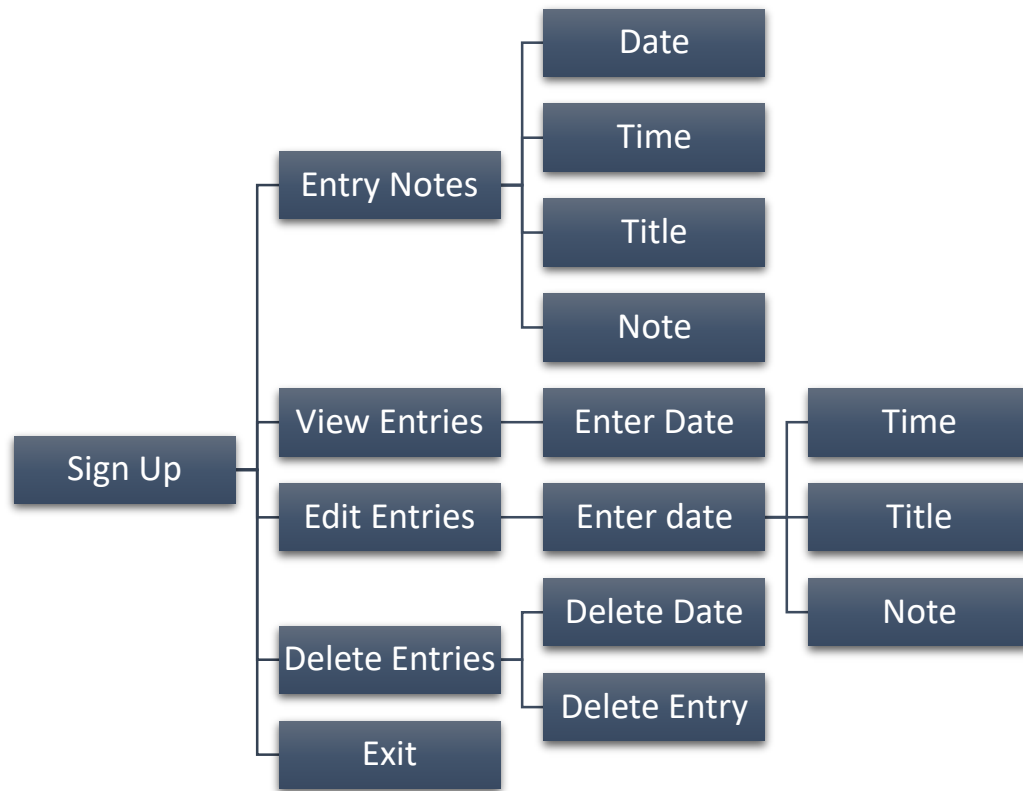 Sign Up
Entry Notes
Date
Time
Title
Note
View Entries
Enter Date
Edit Entries
Enter date
Time
Title
Note
Delete Entries
Delete Date
Delete Entry
Exit